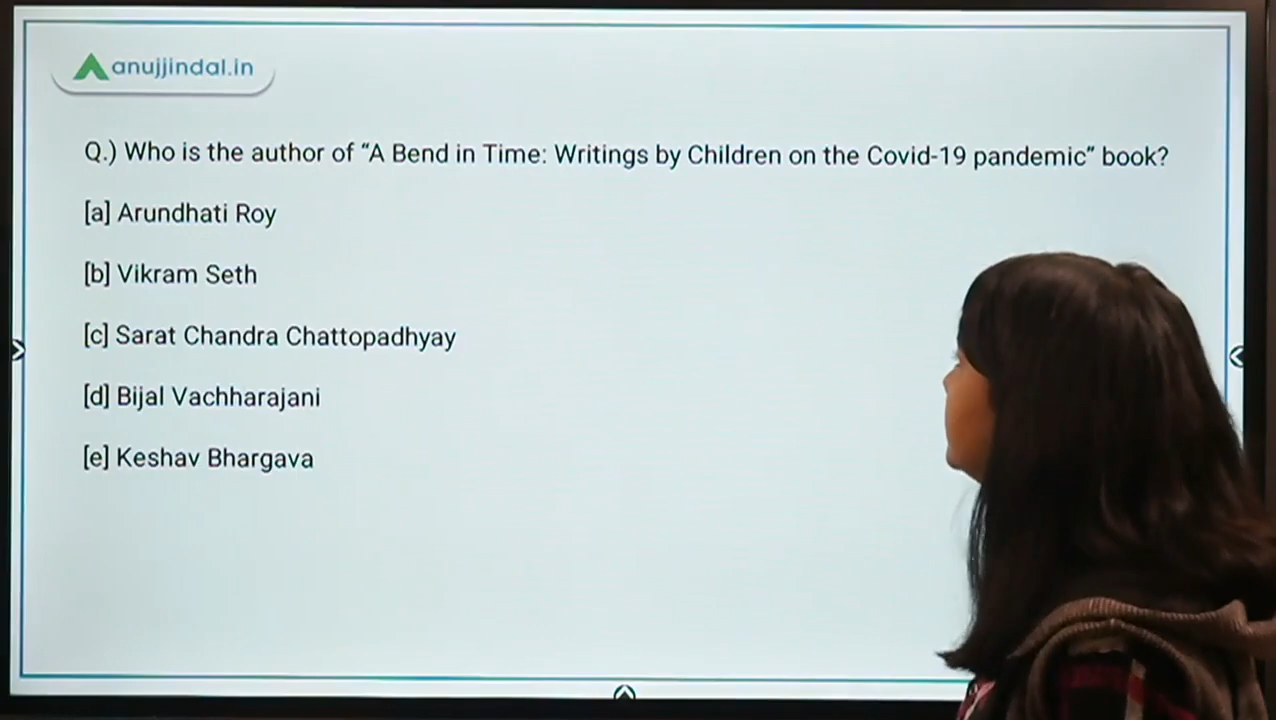 anujjindal.in
Q.) Who is the author of “A Bend in Time: Writings by Children on the Covid-19 pandemic” book?
[a] Arundhati Roy
[b] Vikram Seth
[c] Sarat Chandra Chattopadhyay
[d] Bijal Vachharajani
[e] Keshav Bhargava